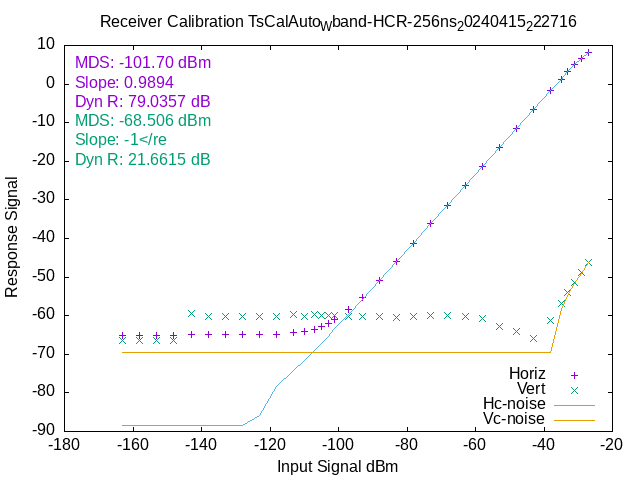 Receiver Calibration TsCalAutoWband-HCR-256ns20240415222716
MDS: -101.70 dBm
Slope: 0.9894
Dyn R: 79.0357 dB
MDS: -68.506 dBm
Slope: -1</re
Dyn R: 21.6615 dB
10
0
-10
-20
-30
-40
-50
-60
-70
-80
-90
Response Signal
Horiz
Vert
Hc-noise
Vc-noise
-180 -160 -140 -120 -100 -80 -60 -40 -20
Input Signal dBm